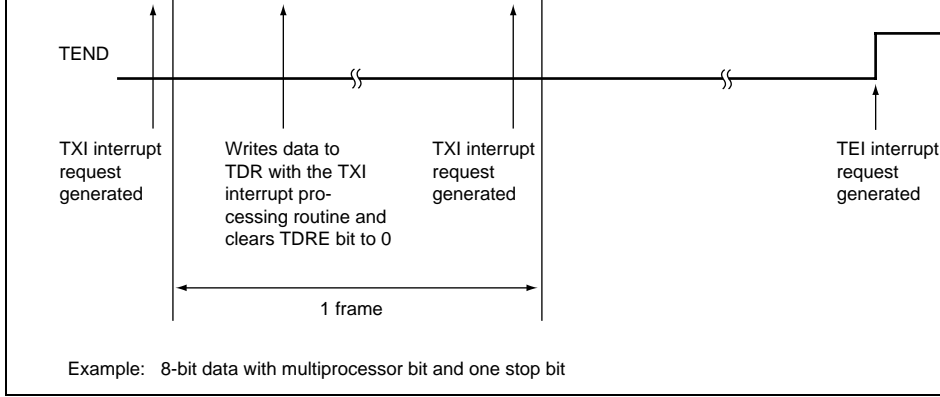 TEND
TXI interrupt
request
generated
Writes data to
TDR with the TXI
interrupt pro-
cessing routine and
clears TDRE bit to 0
TXI interrupt
request
generated
TEI interrupt
request
generated
1 frame
Example: 8-bit data with multiprocessor bit and one stop bit